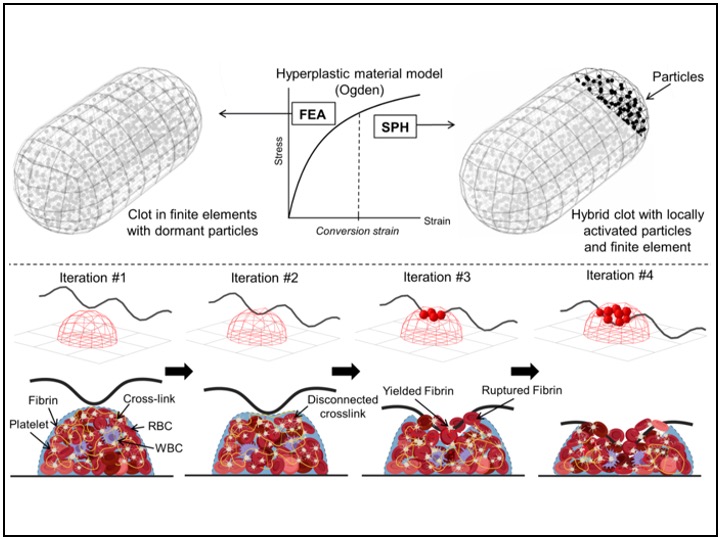 Hyperplastic material model
(Ogden)
FEA
SPH
Stress
Strain
Conversion strain
Particles
Clot in finite elements
with dormant particles
Hybrid clot with locally
activated particles
and finite element
Iteration #1
Iteration #2
Iteration #3
Iteration #4
Fibrin
Cross-link
Platelet
RBC
WBC
Disconnected
crosslink
Yielded Fibrin
Ruptured Fibrin